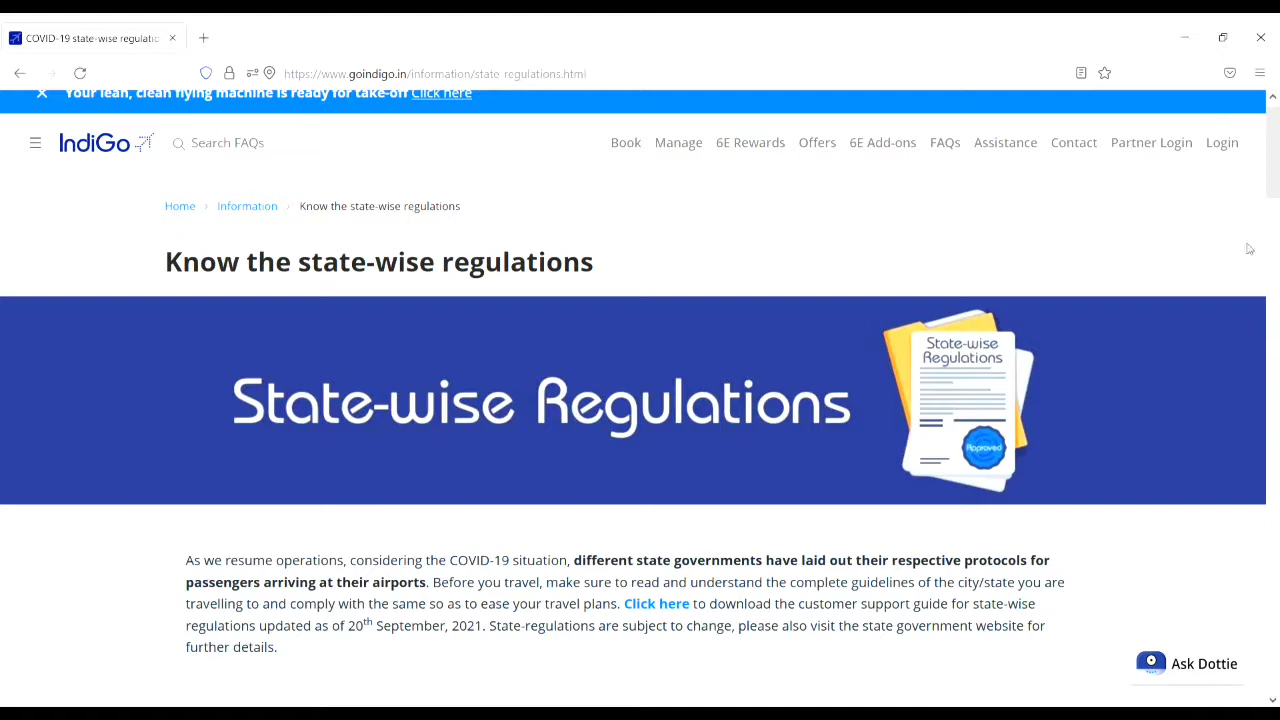 COVID-19 state-wise regulatic
https://www.goindigo.in/information/state-regulations.html
Your lean, clean flying machine is ready for take-off Click here
IndiGo
Search FAQs
Book Manage 6E Rewards Offers 6E Add-ons FAQs Assistance Contact Partner Login Login
Home › Information › Know the state-wise regulations
Know the state-wise regulations
State-wise Regulations
State-wise
Regulations
Approved
As we resume operations, considering the COVID-19 situation, different state governments have laid out their respective protocols for
passengers arriving at their airports. Before you travel, make sure to read and understand the complete guidelines of the city/state you are
travelling to and comply with the same so as to ease your travel plans. Click here to download the customer support guide for state-wise
regulations updated as of 20th September, 2021. State-regulations are subject to change, please also visit the state government website for
further details.
Ask Dottie